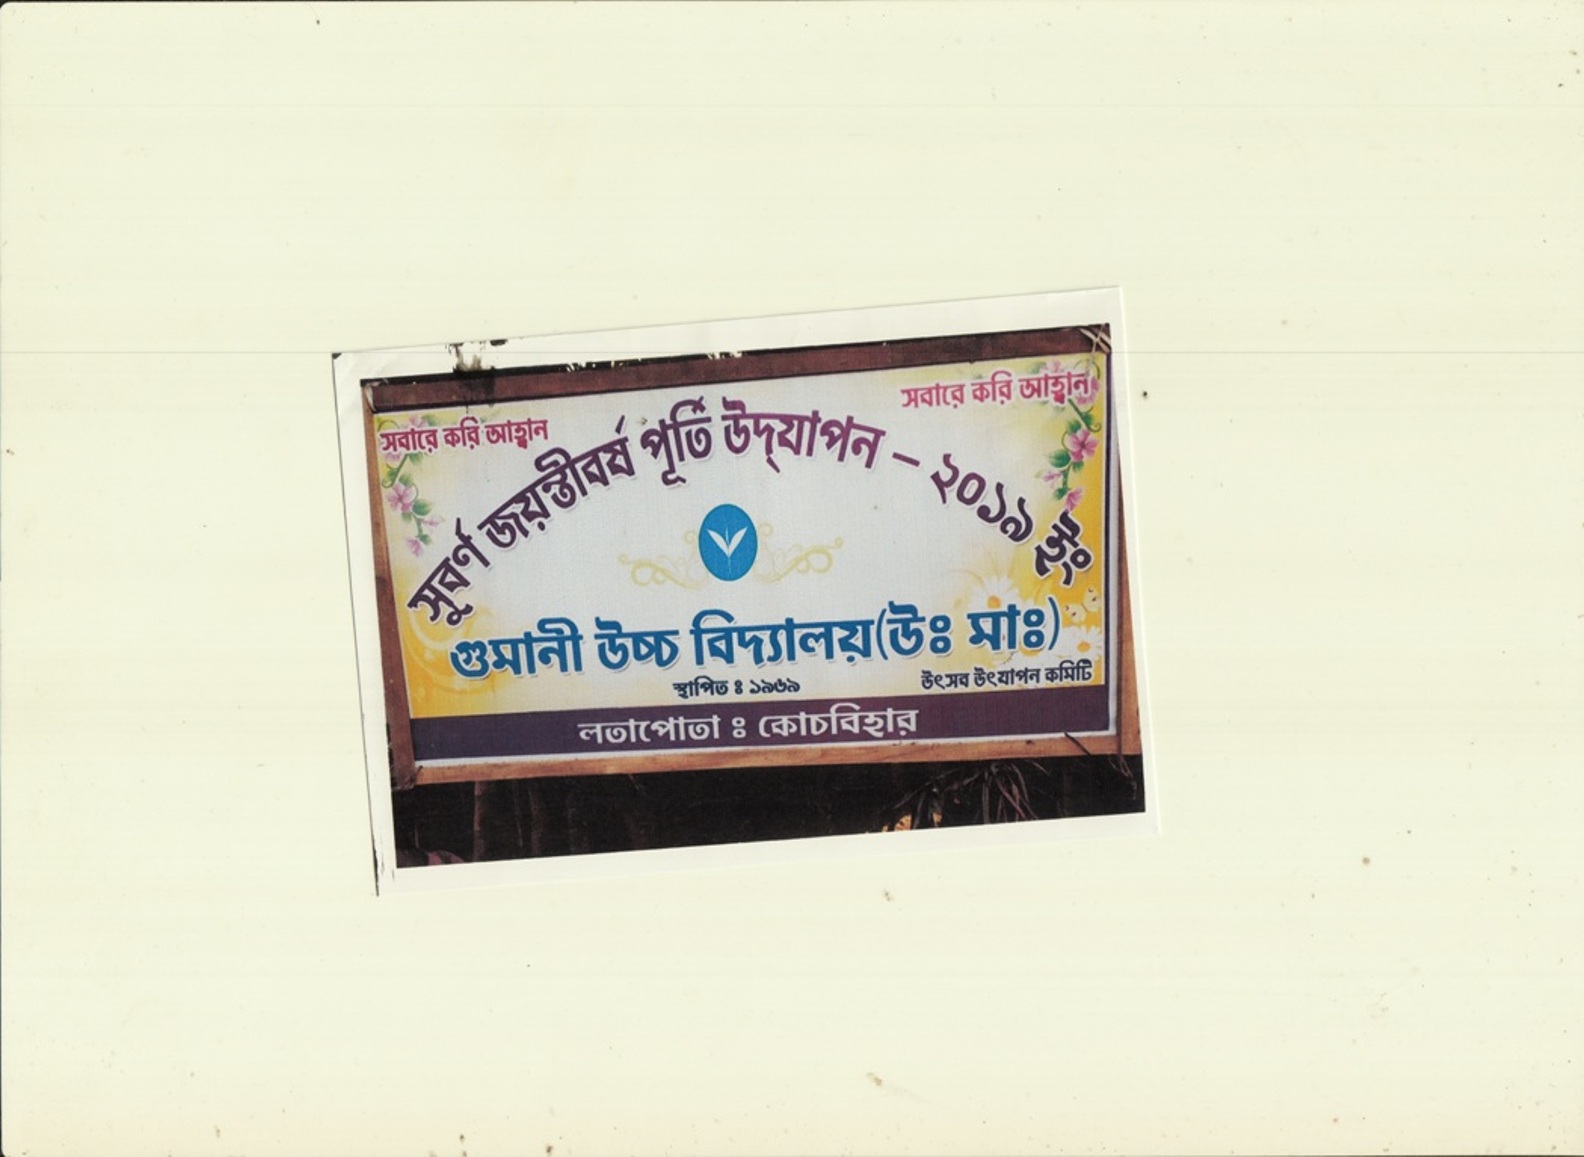 সবারে করি আহ্বান
সবারে করি আহ্বান
সুবর্ণ জয়ন্তীবর্ষ পূর্তি উদ্‌যাপন – ২০১৯ ইং
গুমানী উচ্চ বিদ্যালয়(উঃ মাঃ)
স্থাপিত ঃ ১৯৬৯
উৎসব উৎযাপন কমিটি
লতাপোতা ঃ কোচবিহার